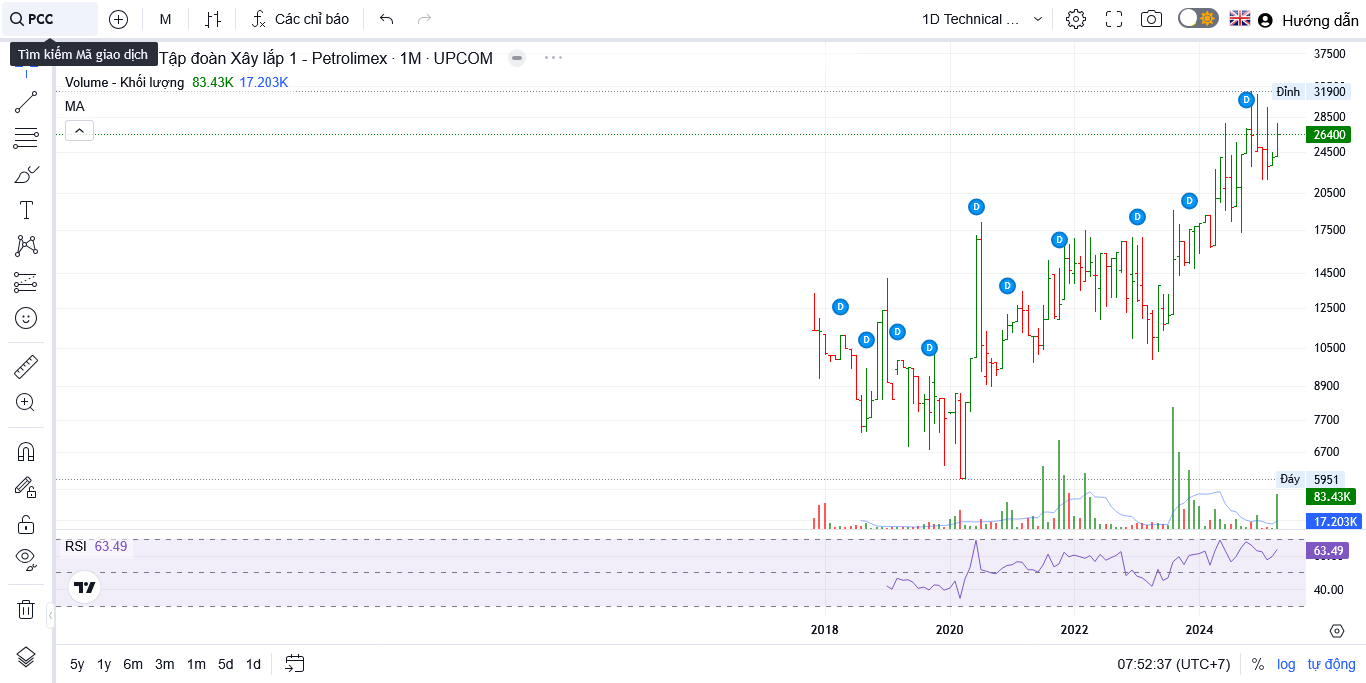 PCC
M
Các chỉ báo
1D Technical ...
Hướng dẫn
Tìm kiếm Mã giao dịch
Tập đoàn Xây lắp 1 - Petrolimex · 1M · UPCOM
Volume - Khối lượng 83.43K 17.203K
MA
37500
Đỉnh 31900
28500
26400
24500
20500
17500
14500
12500
10500
8900
7700
6700
Đáy 5951
83.43K
17.203K
D
D
D
D
D
D
D
D
D
D
RSI 63.49
63.49
40.00
2018 2020 2022 2024
5y 1y 6m 3m 1m 5d 1d
07:52:37 (UTC+7) % log tự động